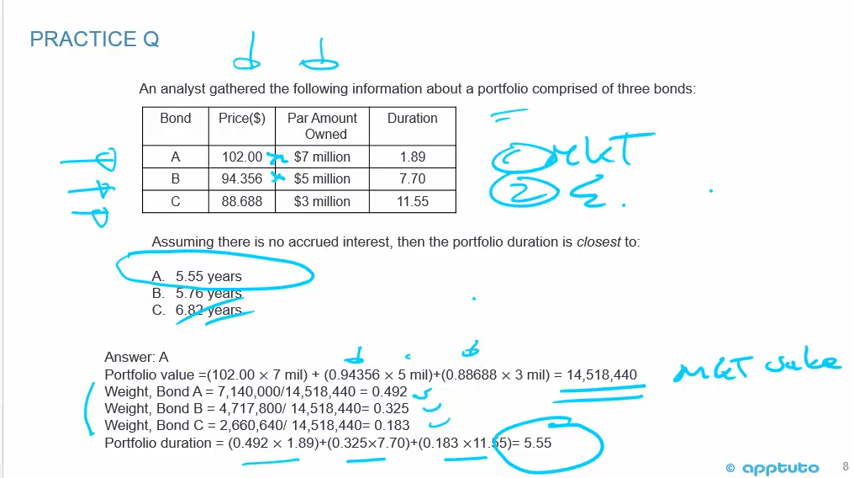 PRACTICE Q
An analyst gathered the following information about a portfolio comprised of three bonds:
Bond Price($) Par Amount Owned Duration
A 102.00 $7 million 1.89
B 94.356 $5 million 7.70
C 88.688 $3 million 11.55
① MKT
②
Assuming there is no accrued interest, then the portfolio duration is closest to:
A. 5.55 years
B. 5.76 years
C. 6.82 years
Answer: A
Portfolio value =(102.00 × 7 mil) + (0.94356 × 5 mil)+(0.88688 × 3 mil) = 14,518,440
MKT value
Weight, Bond A = 7,140,000/14,518,440 = 0.492
Weight, Bond B = 4,717,800/ 14,518,440= 0.325
Weight, Bond C = 2,660,640/ 14,518,440= 0.183
Portfolio duration = (0.492 × 1.89)+(0.325×7.70)+(0.183 ×11.55)= 5.55
© apptuto
8